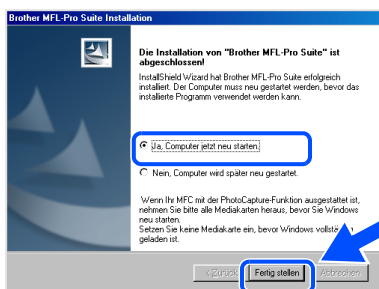 Brother MFL-Pro Suite Installation
Die Installation von "Brother MFL-Pro Suite" ist
abgeschlossen!
InstallShield Wizard hat Brother MFL-Pro Suite erfolgreich
installiert. Der Computer muss neu gestartet werden, bevor das
installierte Programm verwendet werden kann.
Ja, Computer jetzt neu starten.
Nein, Computer wird später neu gestartet.
Wenn Ihr MFC mit der PhotoCapture-Funktion ausgestattet ist,
nehmen Sie bitte alle Mediakarten heraus, bevor Sie Windows
neu starten.
Setzen Sie keine Mediakarte ein, bevor Windows
geladen ist.
< Zurück Fertig stellen Abbrechen